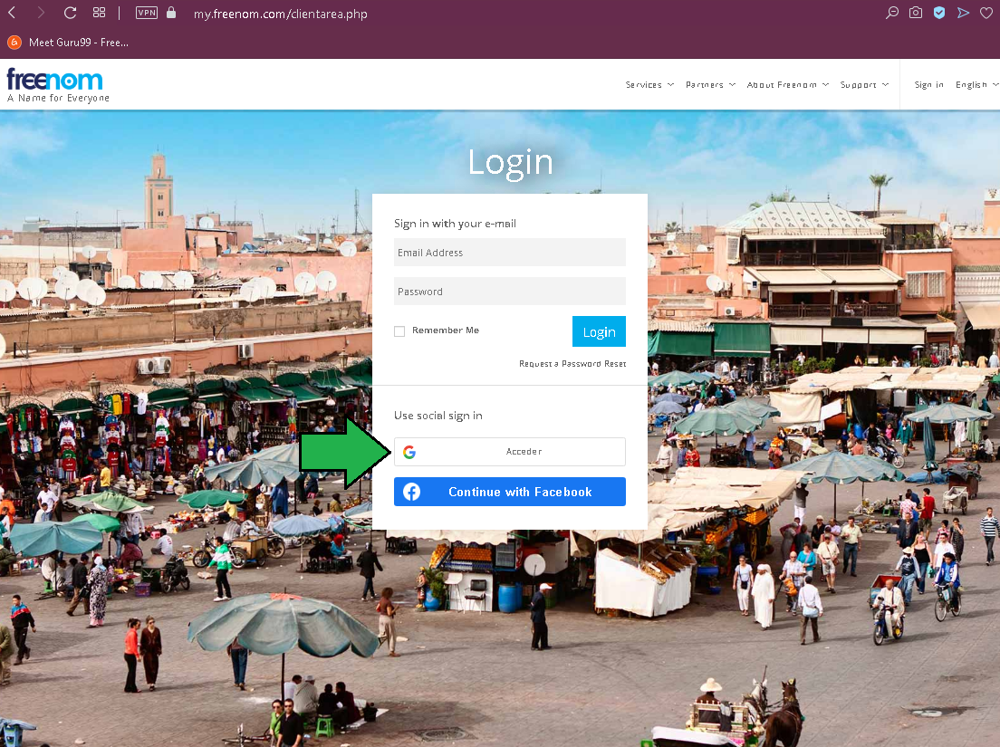 VPN
my.freenom.com/clientarea.php
Meet Guru99 - Free...
freenom
A Name for Everyone
Services
Partners
About Freenom
Support
Sign in
English
Login
Sign in with your e-mail
Email Address
Password
Remember Me
Login
Request a Password Reset
Use social sign in
Acceder
Continue with Facebook